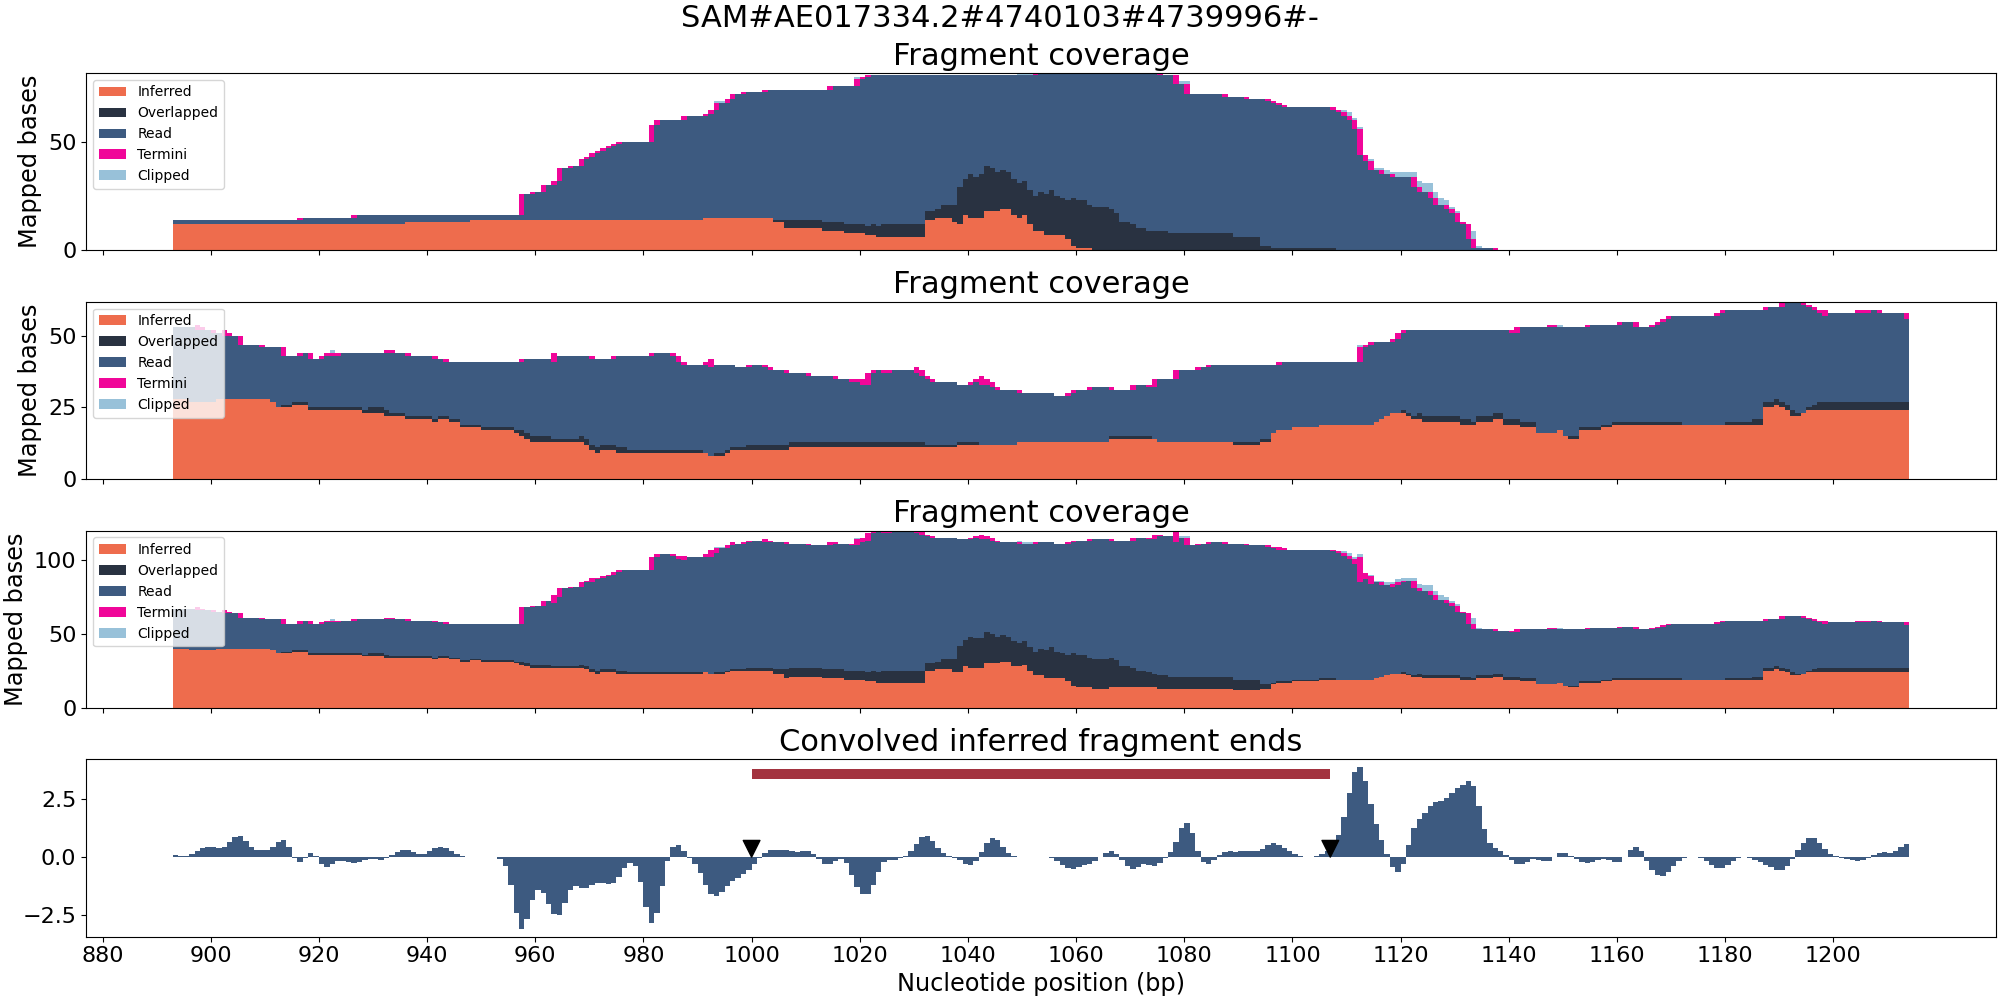 SAM#AE017334.2#4740103#4739996#-
Fragment coverage
Mapped bases
50
0
Inferred
Overlapped
Read
Termini
Clipped
Fragment coverage
Mapped bases
50
25
0
Inferred
Overlapped
Read
Termini
Clipped
Fragment coverage
Mapped bases
100
50
0
Inferred
Overlapped
Read
Termini
Clipped
Convolved inferred fragment ends
2.5
0.0
−2.5
880 900 920 940 960 980 1000 1020 1040 1060 1080 1100 1120 1140 1160 1180 1200
Nucleotide position (bp)